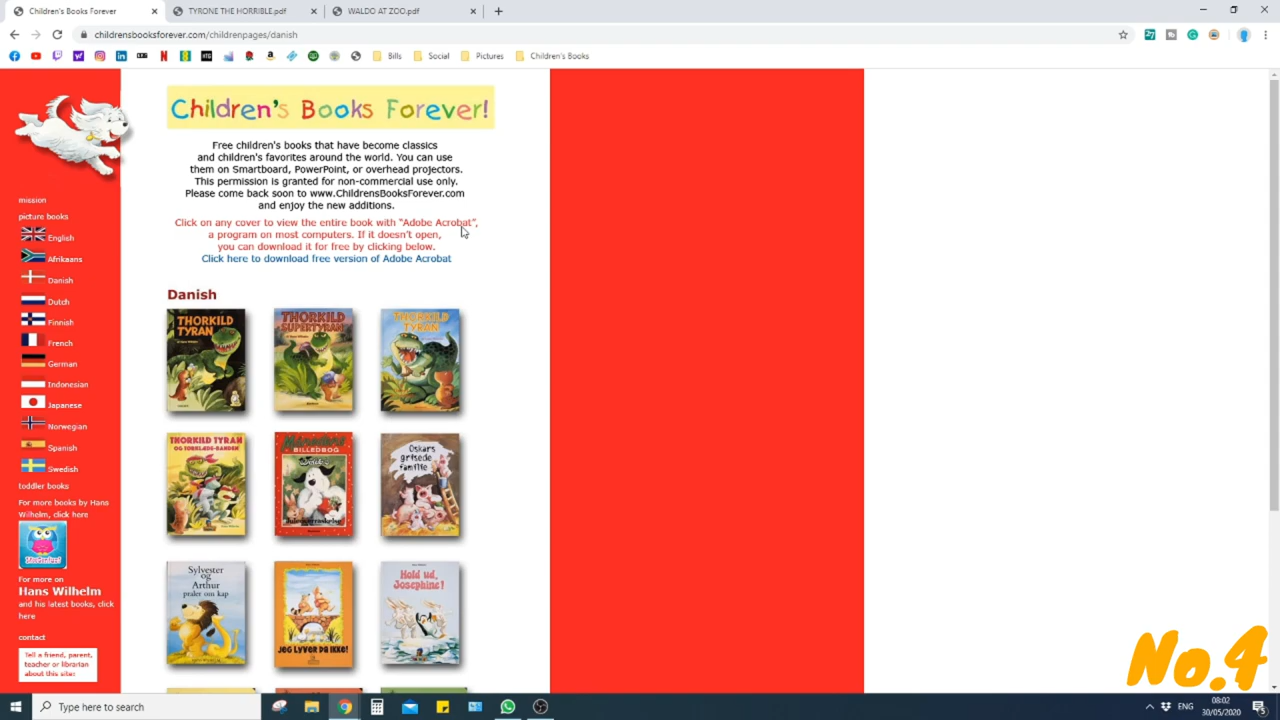 Children's Books Forever
TYRONE THE HORRIBLE.pdf
WALDO AT ZOO.pdf
childrensbooksforever.com/childrenpages/danish
Bills
Social
Pictures
Children's Books
Children's Books Forever!
Free children's books that have become classics
and children's favorites around the world. You can use
them on Smartboard, PowerPoint, or overhead projectors.
This permission is granted for non-commercial use only.
Please come back soon to www.ChildrensBooksForever.com
and enjoy the new additions.
Click on any cover to view the entire book with "Adobe Acrobat",
a program on most computers. If it doesn't open,
you can download it for free by clicking below.
Click here to download free version of Adobe Acrobat
mission
picture books
English
Afrikaans
Danish
Dutch
Finnish
French
German
Indonesian
Japanese
Norwegian
Spanish
Swedish
toddler books
For more books by Hans
Wilhelm, click here
For more on
Hans Wilhelm
and his latest books, click
here
contact
Tell a friend, parent,
teacher or librarian
about this site:
Danish
THORKILD
TYRAN
THORKILD
SUPERTYRAN
THORKILD
TYRAN
THORKILD TYRAN
OG TØRKLÆDE-BANDEN
BILLEDBOG
Oskars
grisede
familie
Sylvester
og
Arthur
praler om kap
JEG LYVER DA IKKE!
Hold ud,
Josephine!
No.4
Type here to search
ENG
08:02
30/05/2020
5